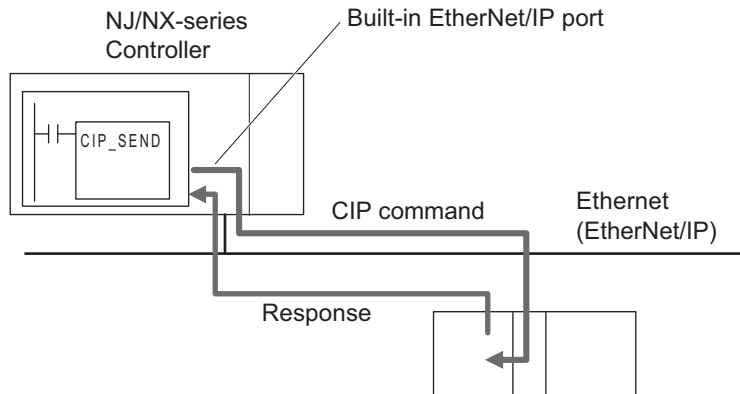 NJ/NX-series
Controller
Built-in EtherNet/IP port
CIP_SEND
CIP command
Ethernet
(EtherNet/IP)
Response